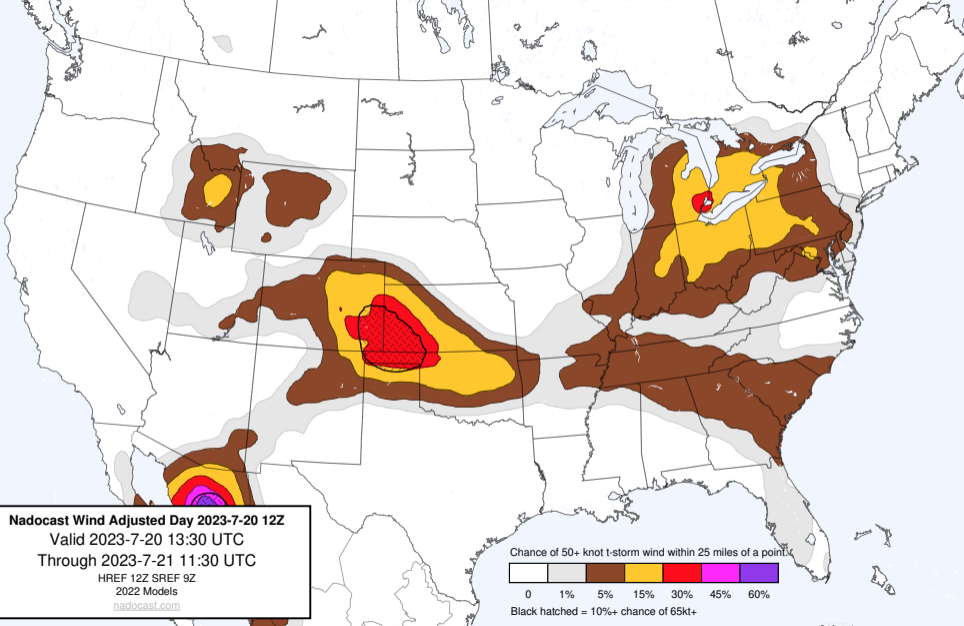 Nadocast Wind Adjusted Day 2023-7-20 12Z
Valid 2023-7-20 13:30 UTC
Through 2023-7-21 11:30 UTC
HREF 12Z SREF 9Z
2022 Models
nadocast.com
Chance of 50+ knot t-storm wind within 25 miles of a point.
0 1% 5% 15% 30% 45% 60%
Black hatched = 10%+ chance of 65kt+